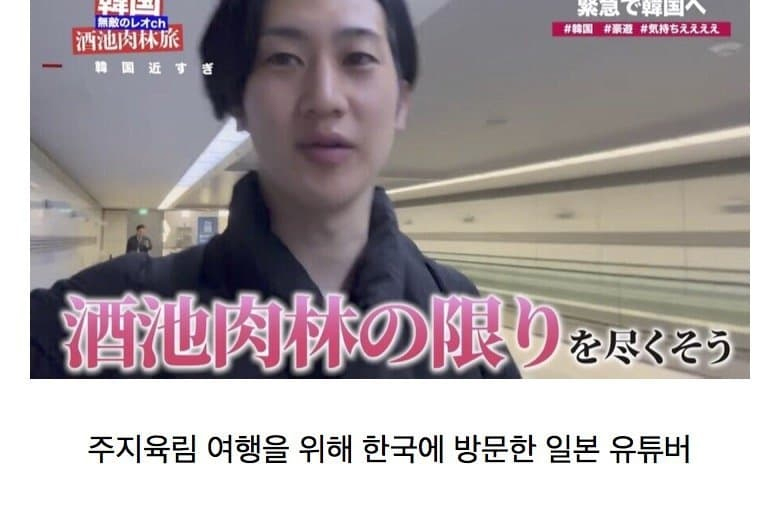 韓国
無敵のレオch
酒池肉林旅
韓国近すぎ
緊急で韓国へ
#韓国 #豪遊 #気持ちええええ
酒池肉林の限りを尽くそう
주지육림 여행을 위해 한국에 방문한 일본 유튜버